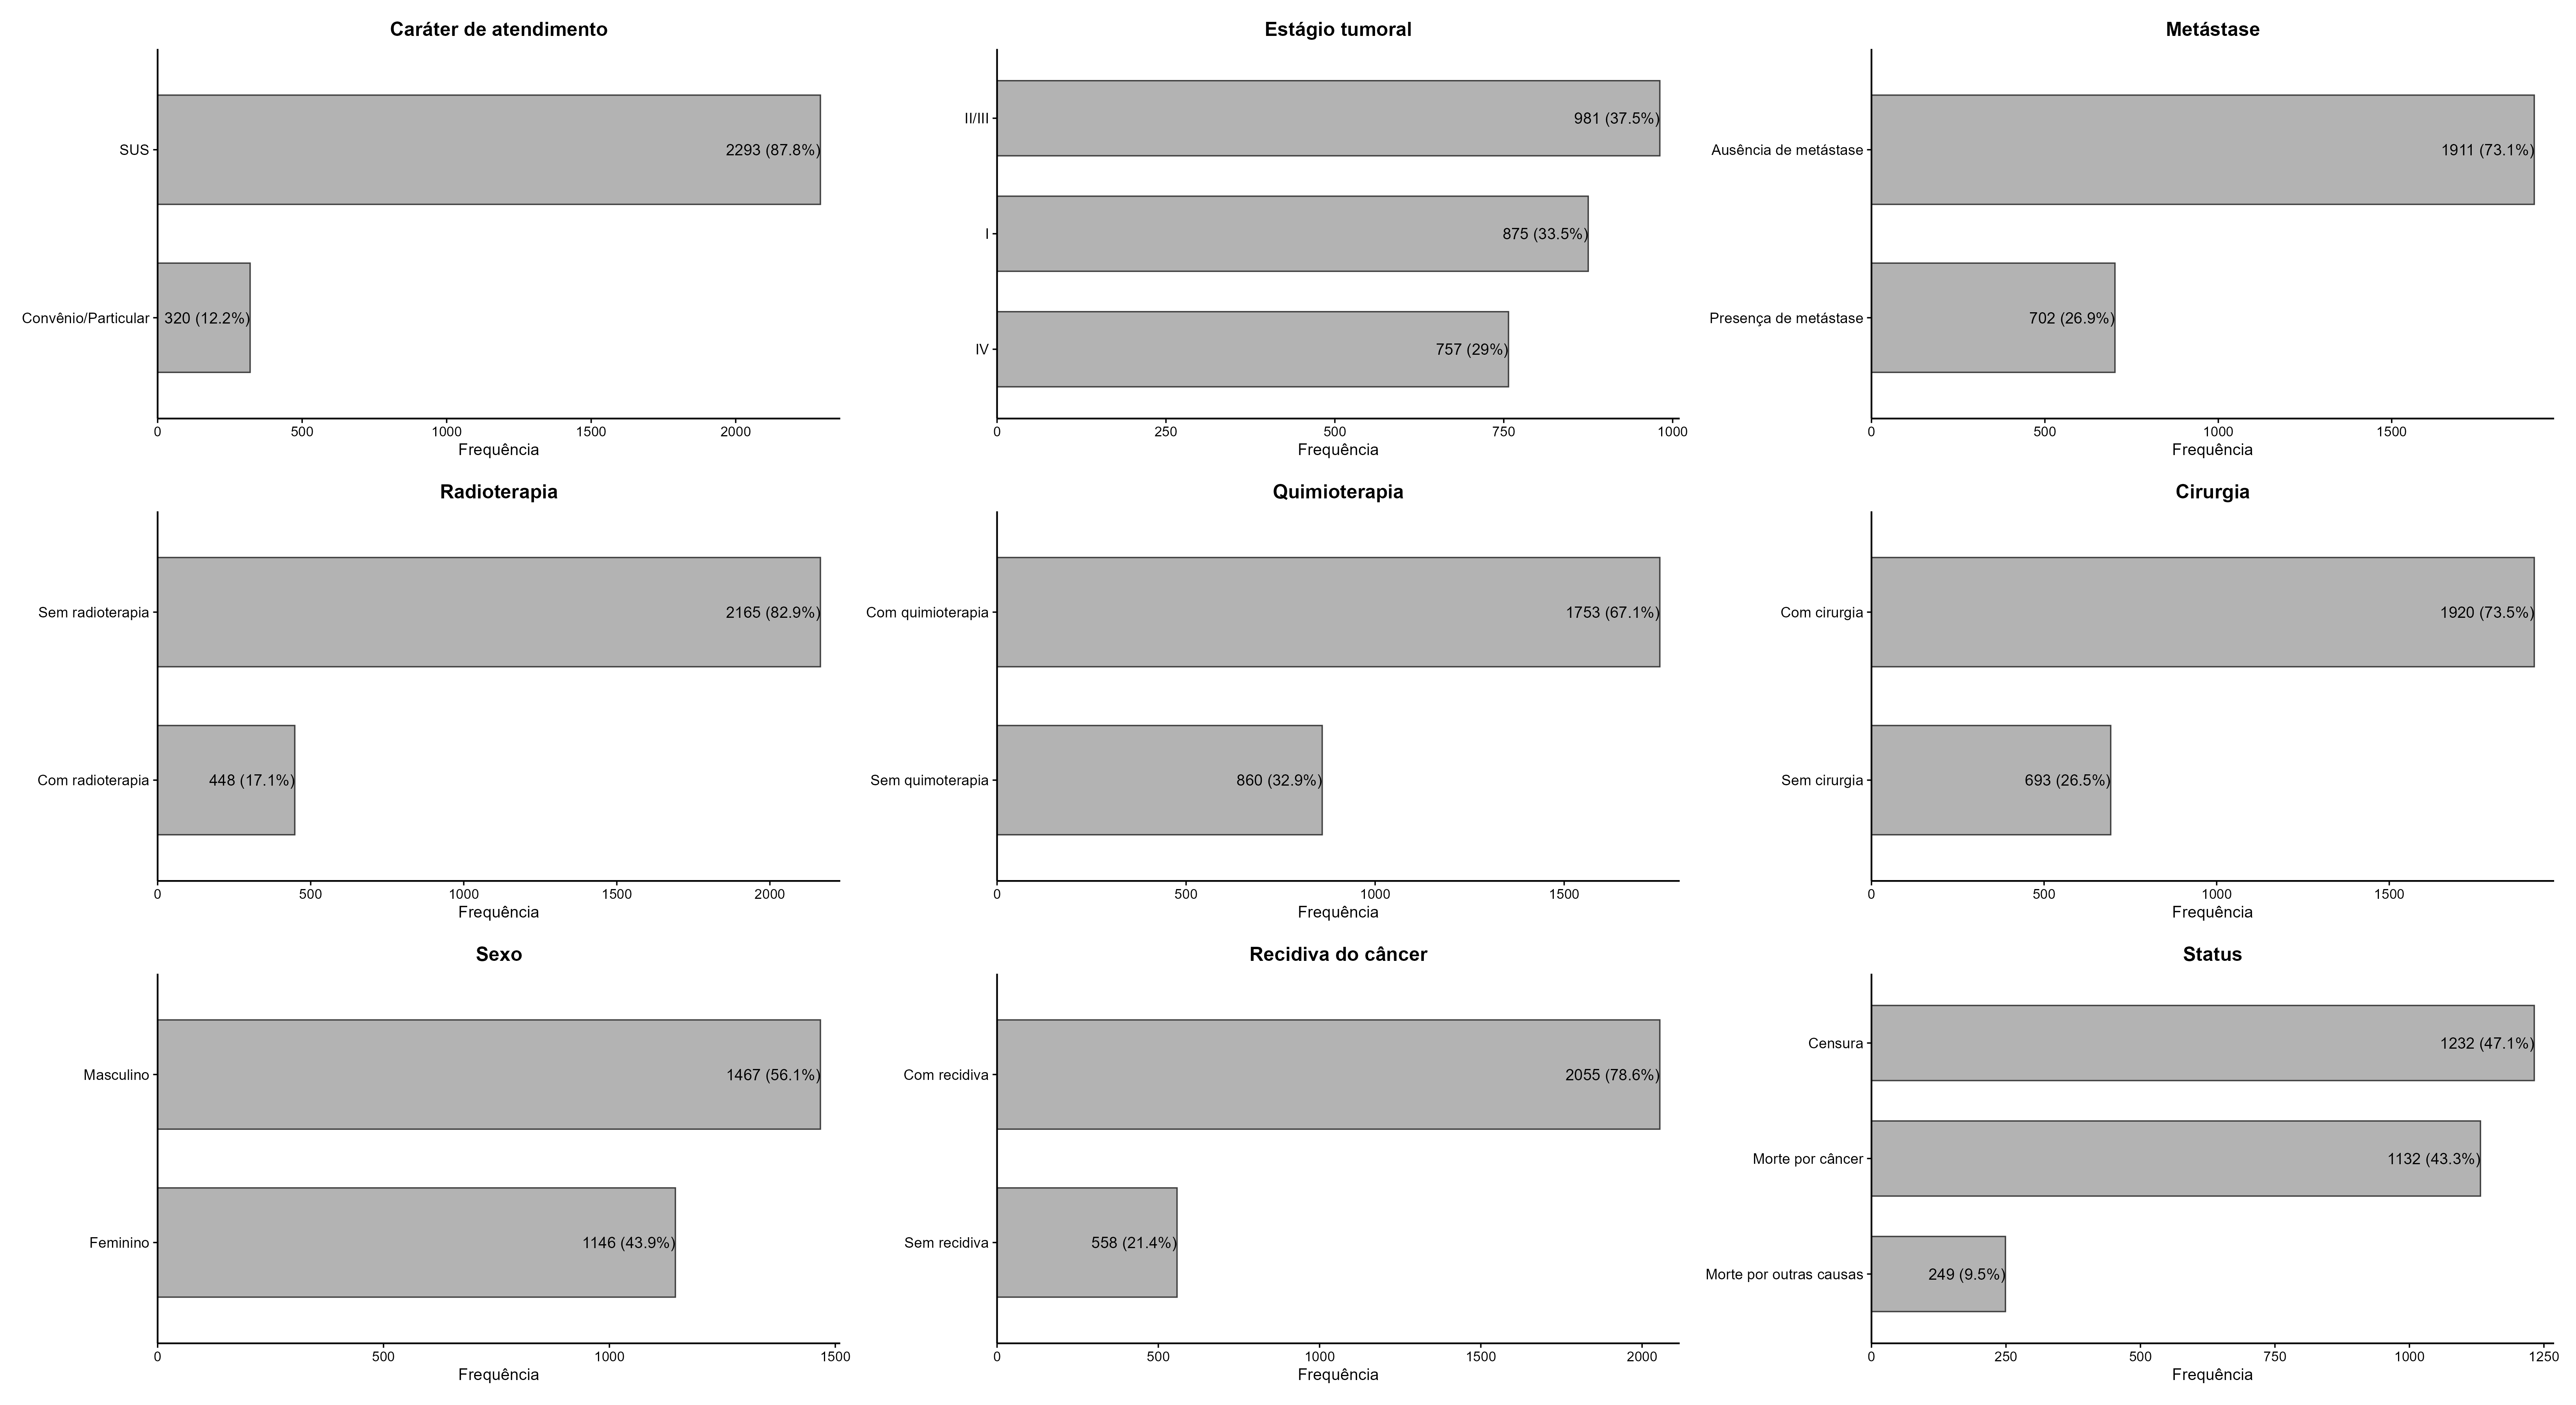 Caráter de atendimento
SUS
2293 (87.8%)
Convênio/Particular
320 (12.2%)
0 500 1000 1500 2000
Frequência
Estágio tumoral
II/III
981 (37.5%)
I
875 (33.5%)
IV
757 (29%)
0 250 500 750 1000
Frequência
Metástase
Ausência de metástase
1911 (73.1%)
Presença de metástase
702 (26.9%)
0 500 1000 1500
Frequência
Radioterapia
Sem radioterapia
2165 (82.9%)
Com radioterapia
448 (17.1%)
0 500 1000 1500 2000
Frequência
Quimioterapia
Com quimioterapia
1753 (67.1%)
Sem quimoterapia
860 (32.9%)
0 500 1000 1500
Frequência
Cirurgia
Com cirurgia
1920 (73.5%)
Sem cirurgia
693 (26.5%)
0 500 1000 1500
Frequência
Sexo
Masculino
1467 (56.1%)
Feminino
1146 (43.9%)
0 500 1000 1500
Frequência
Recidiva do câncer
Com recidiva
2055 (78.6%)
Sem recidiva
558 (21.4%)
0 500 1000 1500 2000
Frequência
Status
Censura
1232 (47.1%)
Morte por câncer
1132 (43.3%)
Morte por outras causas
249 (9.5%)
0 250 500 750 1000 1250
Frequência